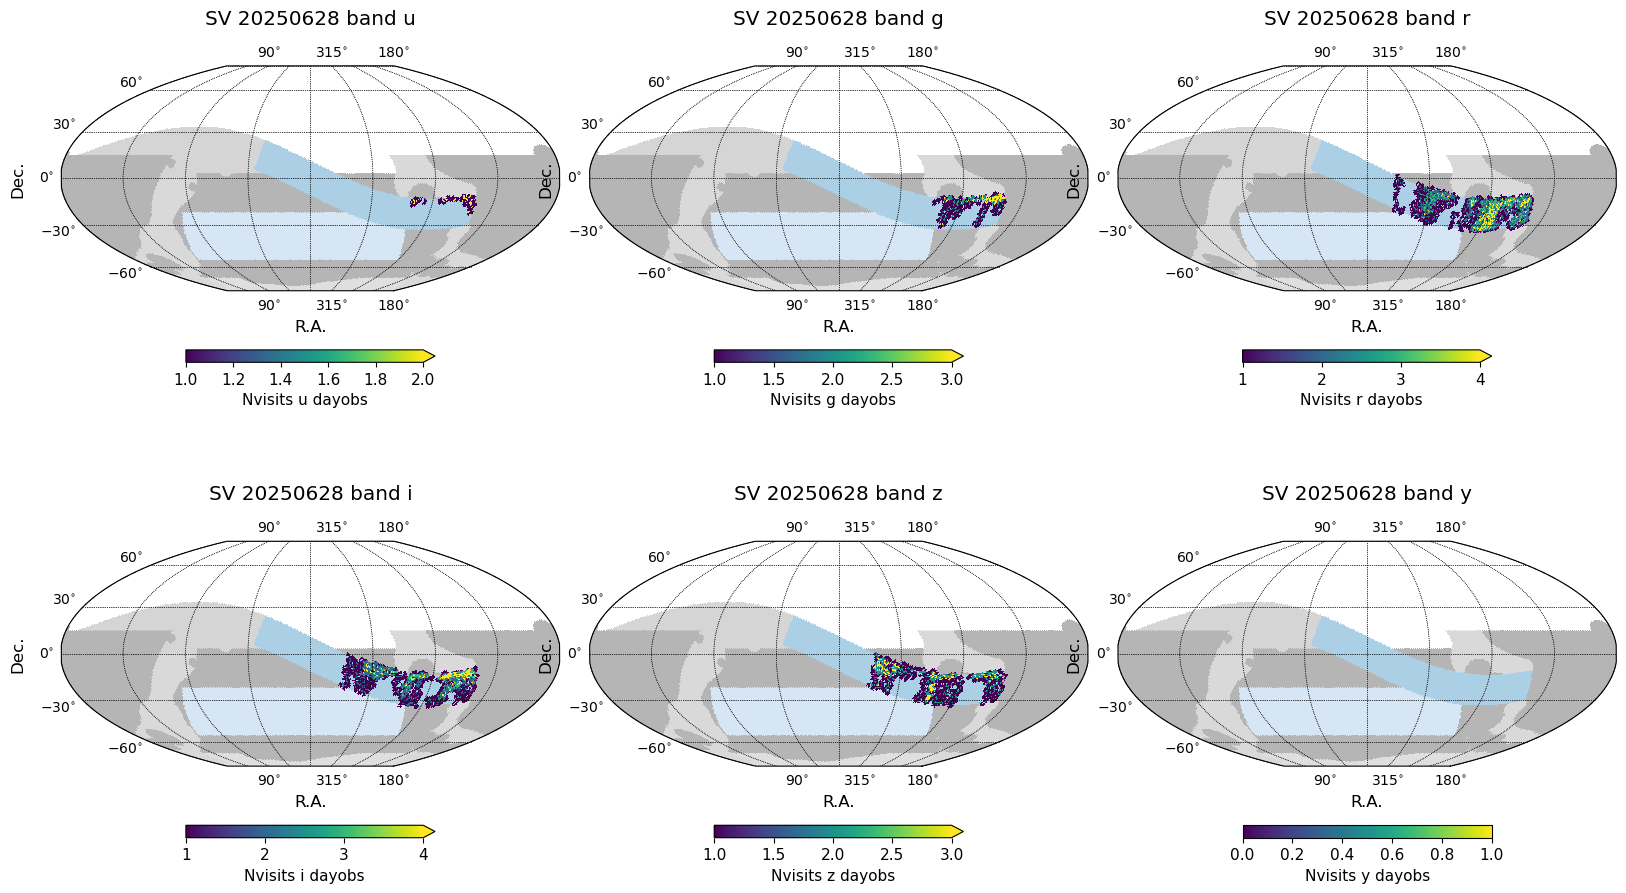 SV 20250628 band u
90° 315° 180°
60°
30°
0°
−30°
−60°
Dec.
90° 315° 180°
R.A.
1.0 1.2 1.4 1.6 1.8 2.0
Nvisits u dayobs
SV 20250628 band g
90° 315° 180°
60°
30°
0°
−30°
−60°
Dec.
90° 315° 180°
R.A.
1.0 1.5 2.0 2.5 3.0
Nvisits g dayobs
SV 20250628 band r
90° 315° 180°
60°
30°
0°
−30°
−60°
Dec.
90° 315° 180°
R.A.
1 2 3 4
Nvisits r dayobs
SV 20250628 band i
90° 315° 180°
60°
30°
0°
−30°
−60°
Dec.
90° 315° 180°
R.A.
1 2 3 4
Nvisits i dayobs
SV 20250628 band z
90° 315° 180°
60°
30°
0°
−30°
−60°
Dec.
90° 315° 180°
R.A.
1.0 1.5 2.0 2.5 3.0
Nvisits z dayobs
SV 20250628 band y
90° 315° 180°
60°
30°
0°
−30°
−60°
Dec.
90° 315° 180°
R.A.
0.0 0.2 0.4 0.6 0.8 1.0
Nvisits y dayobs